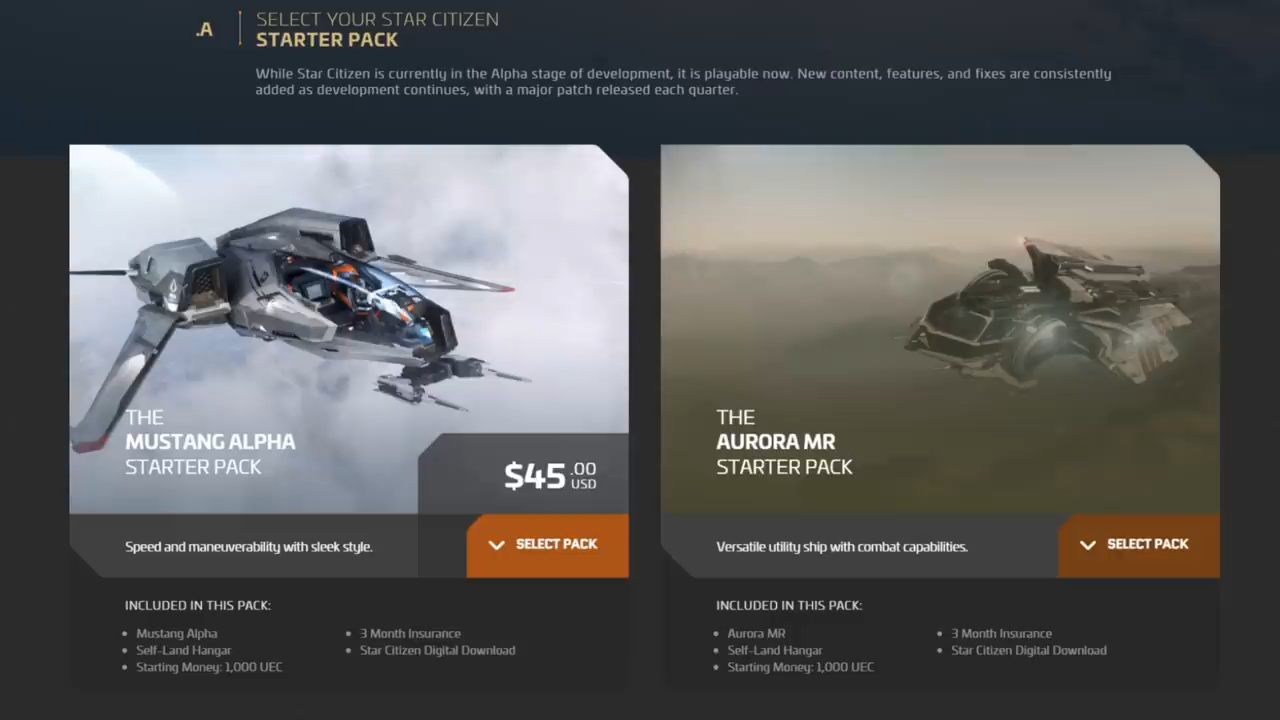 .A
SELECT YOUR STAR CITIZEN
STARTER PACK
While Star Citizen is currently in the Alpha stage of development, it is playable now. New content, features, and fixes are consistently
added as development continues, with a major patch released each quarter.
THE
MUSTANG ALPHA
STARTER PACK
$45.00
USD
Speed and maneuverability with sleek style.
SELECT PACK
INCLUDED IN THIS PACK:
• Mustang Alpha
• Self-Land Hangar
• Starting Money: 1,000 UEC
• 3 Month Insurance
• Star Citizen Digital Download
THE
AURORA MR
STARTER PACK
Versatile utility ship with combat capabilities.
SELECT PACK
INCLUDED IN THIS PACK:
• Aurora MR
• Self-Land Hangar
• Starting Money: 1,000 UEC
• 3 Month Insurance
• Star Citizen Digital Download